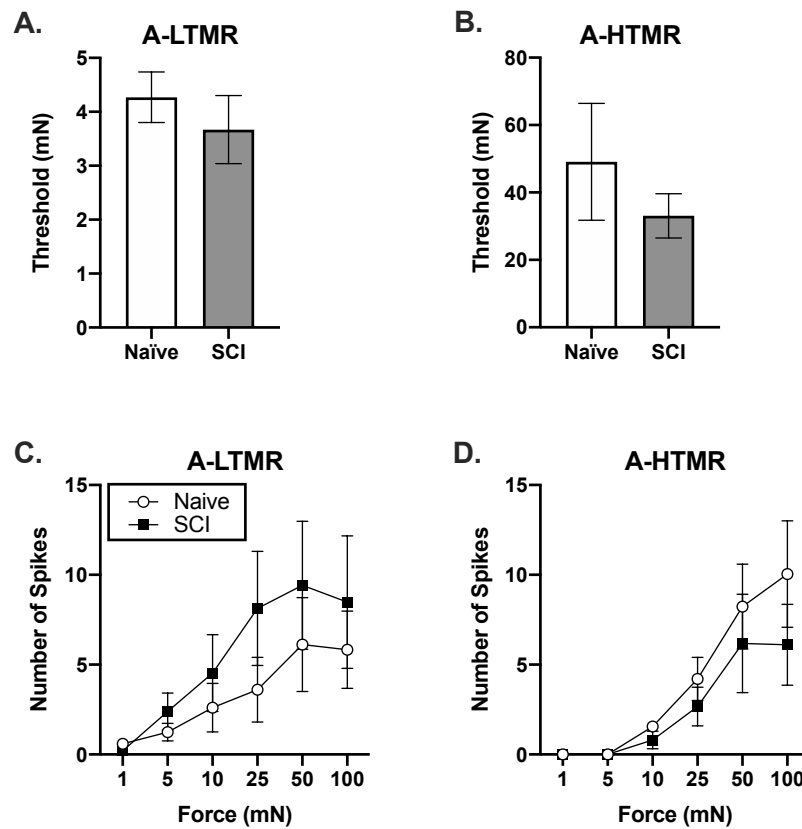 A.
A-LTMR
Threshold (mN)
5
4
3
2
1
0
Naïve SCI
B.
A-HTMR
Threshold (mN)
80
60
40
20
0
Naïve SCI
C.
A-LTMR
Number of Spikes
15
10
5
0
Naive
SCI
1 5 10 25 50 100
Force (mN)
D.
A-HTMR
Number of Spikes
15
10
5
0
1 5 10 25 50 100
Force (mN)